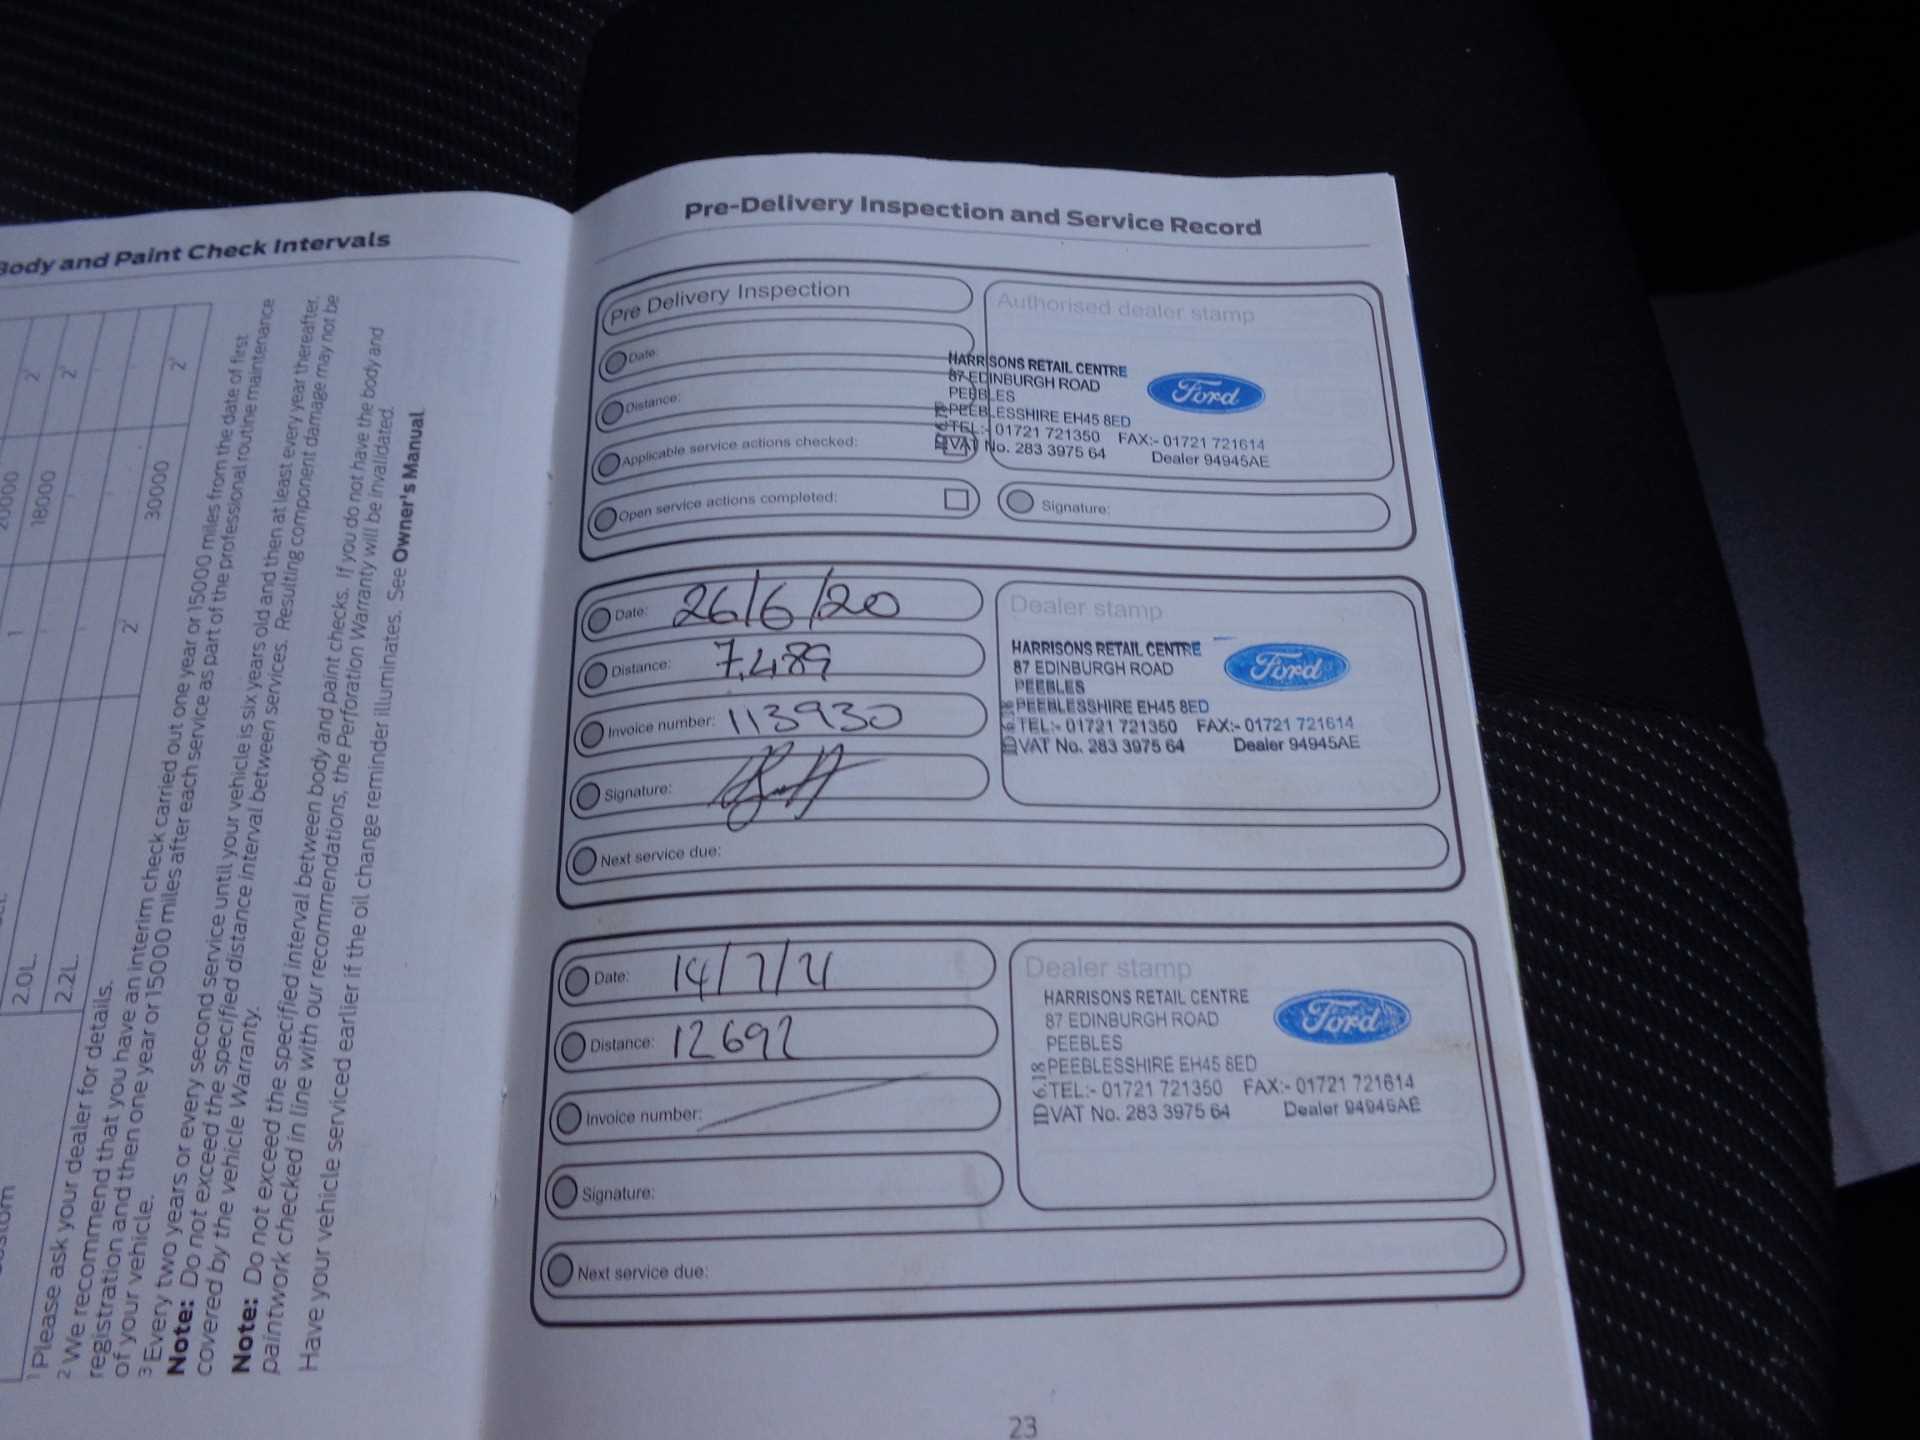 Body and Paint Check Intervals
20000
2²
1
18000
2²
30000
2²
2²
2.0L.
2.2L.
¹ Please ask your dealer for details.
² We recommend that you have an interim check carried out one year or 15000 miles from the date of first
registration and then one year or 15000 miles after each service as part of the professional routine maintenance
of your vehicle.
³ Every two years or every second service until your vehicle is six years old and then at least every year thereafter.
Note: Do not exceed the specified distance interval between services. Resulting component damage may not be
covered by the vehicle Warranty.
Note: Do not exceed the specified interval between body and paint checks. If you do not have the body and
paintwork checked in line with our recommendations, the Perforation Warranty will be invalidated.
Have your vehicle serviced earlier if the oil change reminder illuminates. See Owner's Manual
Pre-Delivery Inspection and Service Record
Pre Delivery Inspection
Date:
Distance:
Applicable service actions checked:
Open service actions completed:
Authorised dealer stamp
HARRISONS RETAIL CENTRE
87 EDINBURGH ROAD
PEEBLES
PEEBLESSHIRE EH45 8ED
TEL:- 01721 721350 FAX:- 01721 721614
VAT No. 283 3975 64 Dealer 94945AE
Ford
Signature:
Date: 26/6/20
Distance: 7,489
Invoice number: 113930
Signature:
Next service due:
Dealer stamp
HARRISONS RETAIL CENTRE
87 EDINBURGH ROAD
PEEBLES
PEEBLESSHIRE EH45 8ED
TEL:- 01721 721350 FAX:- 01721 721614
VAT No. 283 3975 64 Dealer 94945AE
Ford
Date: 14/7/21
Distance: 12692
Invoice number:
Signature:
Next service due:
Dealer stamp
HARRISONS RETAIL CENTRE
87 EDINBURGH ROAD
PEEBLES
PEEBLESSHIRE EH45 8ED
TEL:- 01721 721350 FAX:- 01721 721614
VAT No. 283 3975 64 Dealer 94945AE
Ford
23